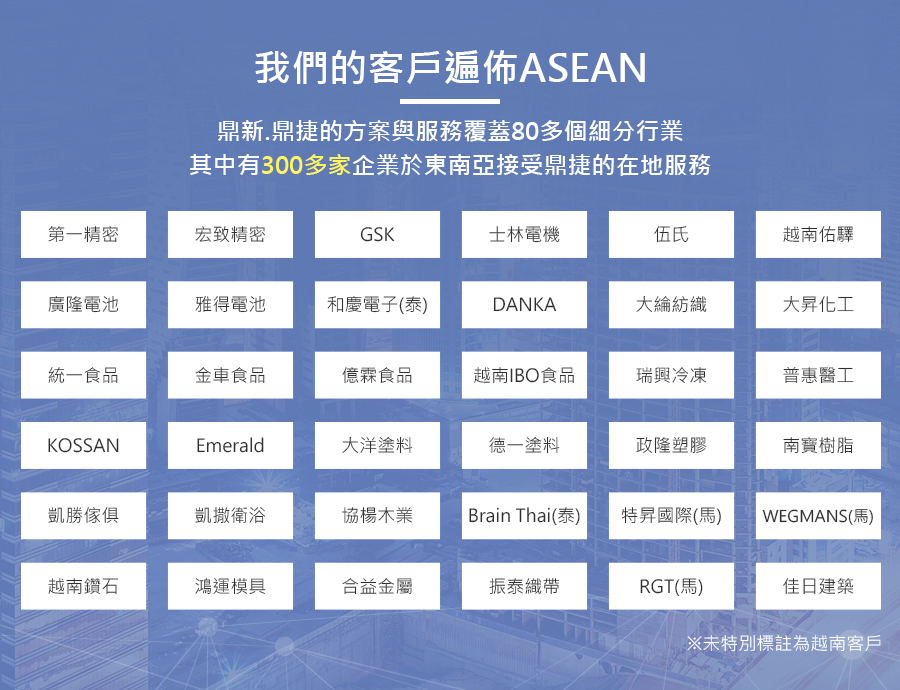 我們的客戶遍佈ASEAN
鼎新.鼎捷的方案與服務覆蓋80多個細分行業
其中有300多家企業於東南亞接受鼎捷的在地服務
第一精密 宏致精密 GSK 士林電機 伍氏 越南佑驛
廣隆電池 雅得電池 和慶電子(泰) DANKA 大綸紡織 大昇化工
統一食品 金車食品 億霖食品 越南IBO食品 瑞興冷凍 普惠醫工
KOSSAN Emerald 大洋塗料 德一塗料 政隆塑膠 南寶樹脂
凱勝傢俱 凱撒衛浴 協楊木業 Brain Thai(泰) 特昇國際(馬) WEGMANS(馬)
越南鑽石 鴻運模具 合益金屬 振泰織帶 RGT(馬) 佳日建築
※未特別標註為越南客戶